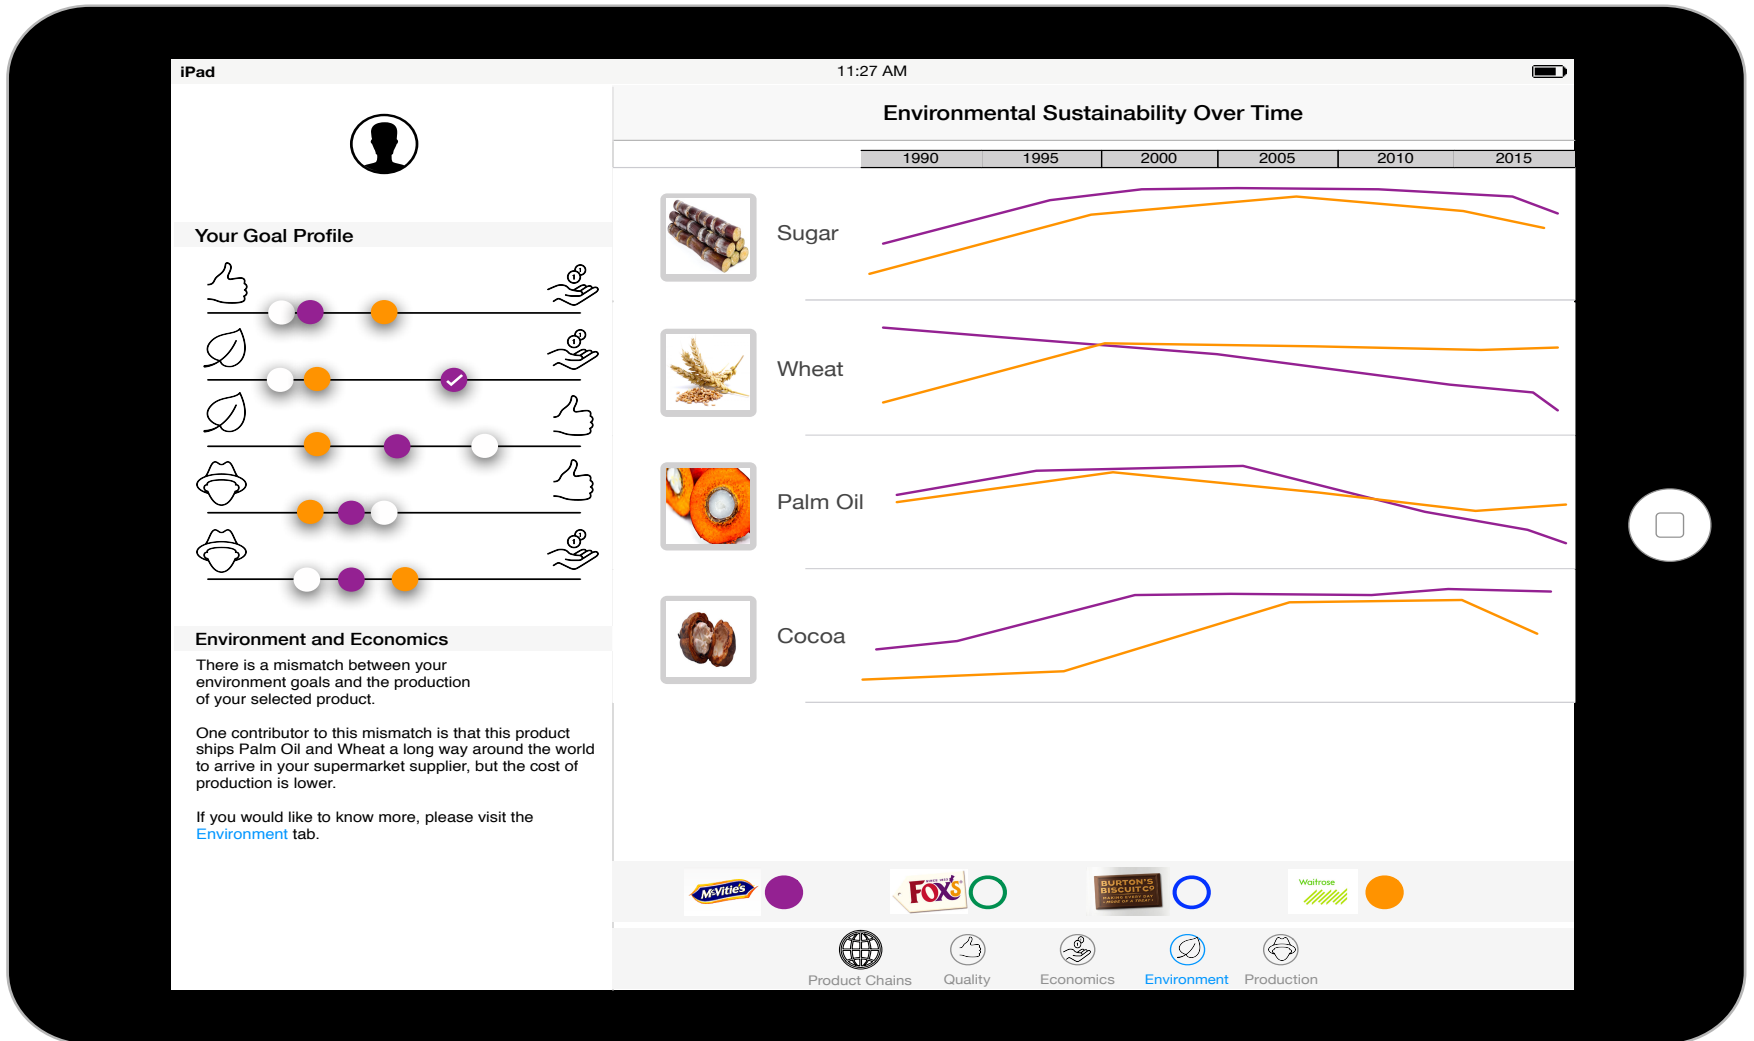 iPad
11:27 AM
Environmental Sustainability Over Time
1990 1995 2000 2005 2010 2015
Your Goal Profile
Sugar
Wheat
Palm Oil
Cocoa
Environment and Economics
There is a mismatch between your
environment goals and the production
of your selected product.
One contributor to this mismatch is that this product
ships Palm Oil and Wheat a long way around the world
to arrive in your supermarket supplier, but the cost of
production is lower.
If you would like to know more, please visit the
Environment tab.
McVitie's
FOX'S
BURTON'S
BISCUIT Co
Waitrose
Product Chains Quality Economics Environment Production